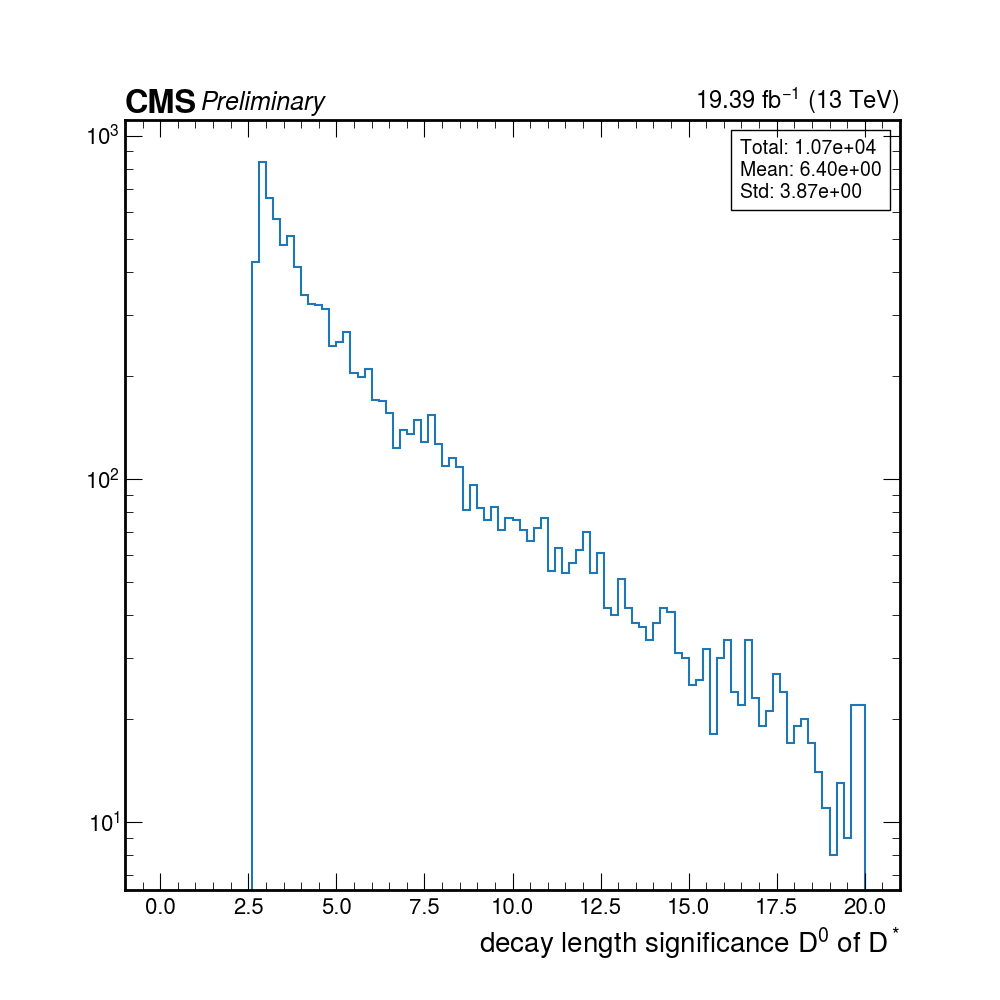 CMS Preliminary 19.39 fb⁻¹ (13 TeV)
Total: 1.07e+04
Mean: 6.40e+00
Std: 3.87e+00
10³
10²
10¹
0.0 2.5 5.0 7.5 10.0 12.5 15.0 17.5 20.0
decay length significance D⁰ of D*